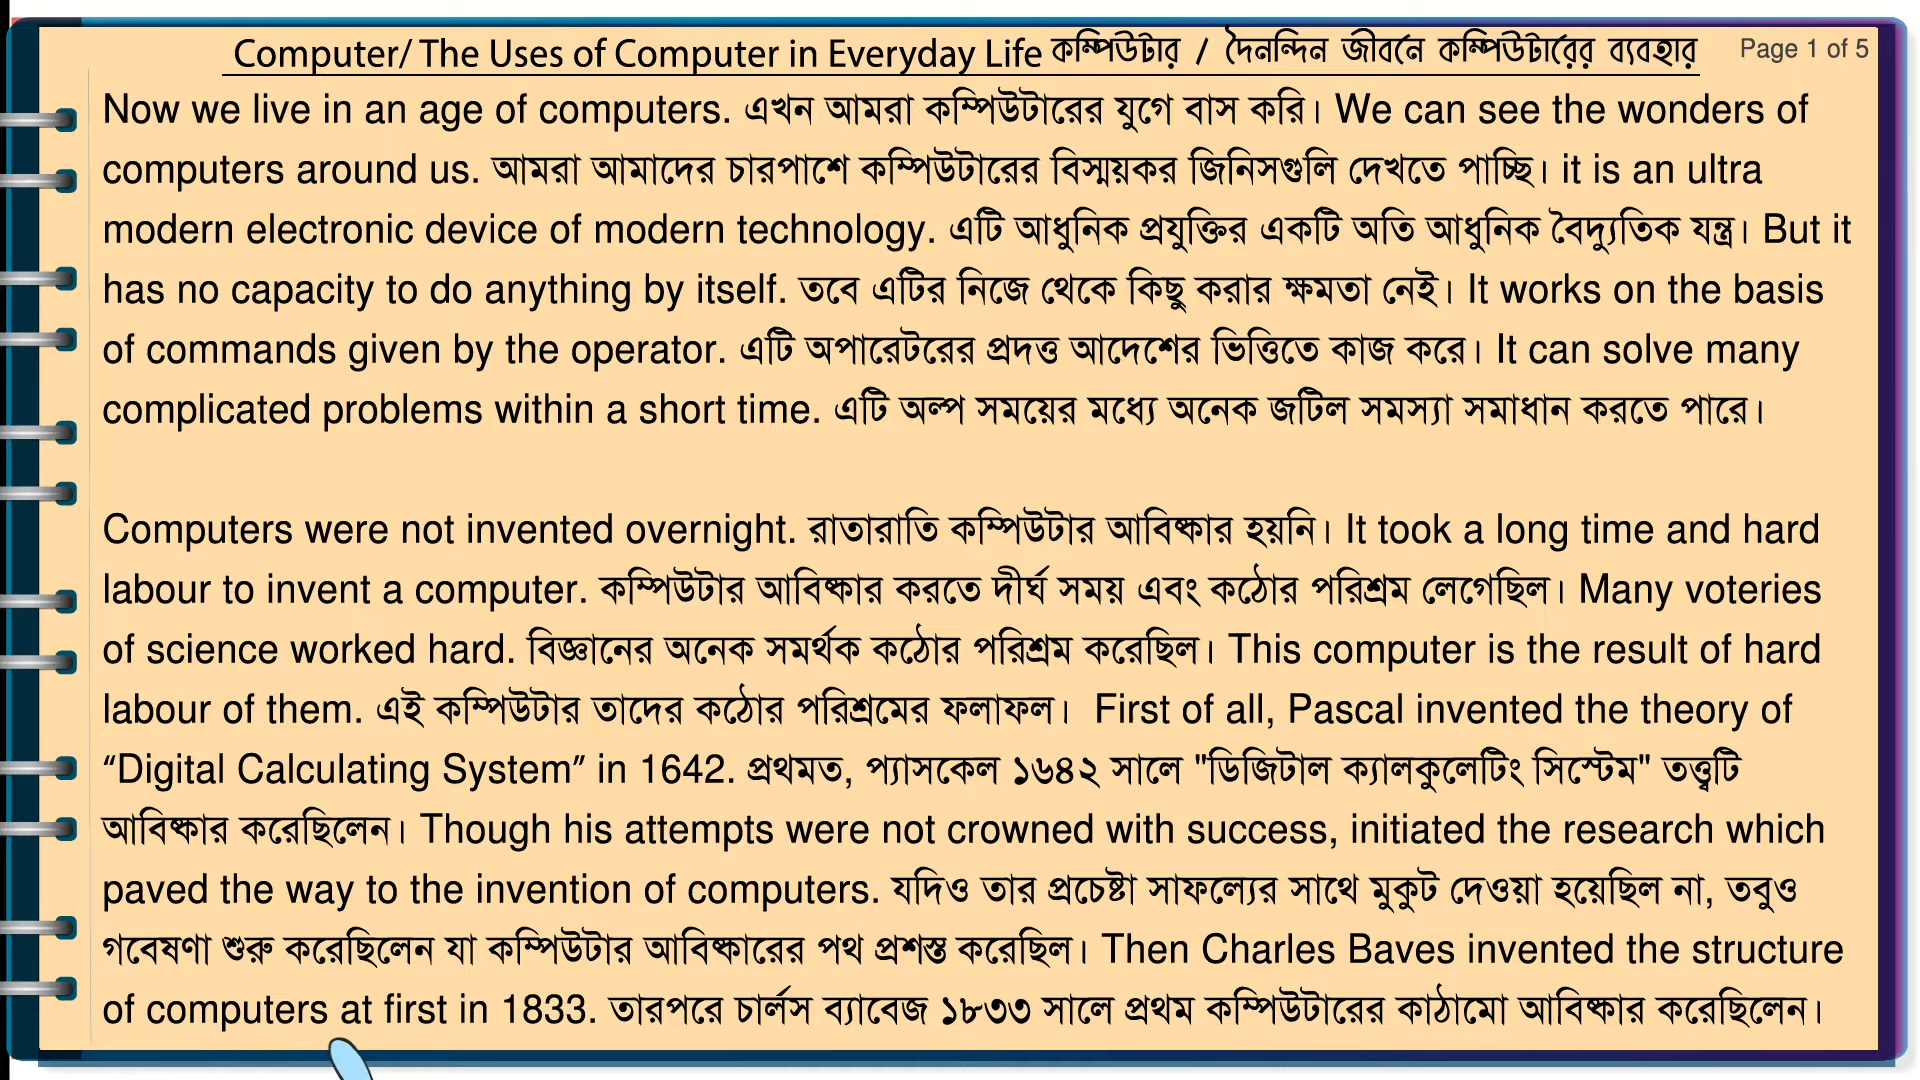 Computer/ The Uses of Computer in Everyday Life কম্পিউটার / দৈনন্দিন জীবনে কম্পিউটারের ব্যবহার Page 1 of 5
Now we live in an age of computers. এখন আমরা কম্পিউটারের যুগে বাস করি। We can see the wonders of
computers around us. আমরা আমাদের চারপাশে কম্পিউটারের বিস্ময়কর জিনিসগুলি দেখতে পাচ্ছি। it is an ultra
modern electronic device of modern technology. এটি আধুনিক প্রযুক্তির একটি অতি আধুনিক বৈদ্যুতিক যন্ত্র। But it
has no capacity to do anything by itself. তবে এটির নিজে থেকে কিছু করার ক্ষমতা নেই। It works on the basis
of commands given by the operator. এটি অপারেটরের প্রদত্ত আদেশের ভিত্তিতে কাজ করে। It can solve many
complicated problems within a short time. এটি অল্প সময়ের মধ্যে অনেক জটিল সমস্যা সমাধান করতে পারে।
Computers were not invented overnight. রাতারাতি কম্পিউটার আবিষ্কার হয়নি। It took a long time and hard
labour to invent a computer. কম্পিউটার আবিষ্কার করতে দীর্ঘ সময় এবং কঠোর পরিশ্রম লেগেছিল। Many voteries
of science worked hard. বিজ্ঞানের অনেক সমর্থক কঠোর পরিশ্রম করেছিল। This computer is the result of hard
labour of them. এই কম্পিউটার তাদের কঠোর পরিশ্রমের ফলাফল। First of all, Pascal invented the theory of
“Digital Calculating System” in 1642. প্রথমত, প্যাসকেল ১৬৪২ সালে "ডিজিটাল ক্যালকুলেটিং সিস্টেম" তত্ত্বটি
আবিষ্কার করেছিলেন। Though his attempts were not crowned with success, initiated the research which
paved the way to the invention of computers. যদিও তার প্রচেষ্টা সাফল্যের সাথে মুকুট দেওয়া হয়েছিল না, তবুও
গবেষণা শুরু করেছিলেন যা কম্পিউটার আবিষ্কারের পথ প্রশস্ত করেছিল। Then Charles Baves invented the structure
of computers at first in 1833. তারপরে চার্লস ব্যাবেজ ১৮৩৩ সালে প্রথম কম্পিউটারের কাঠামো আবিষ্কার করেছিলেন।